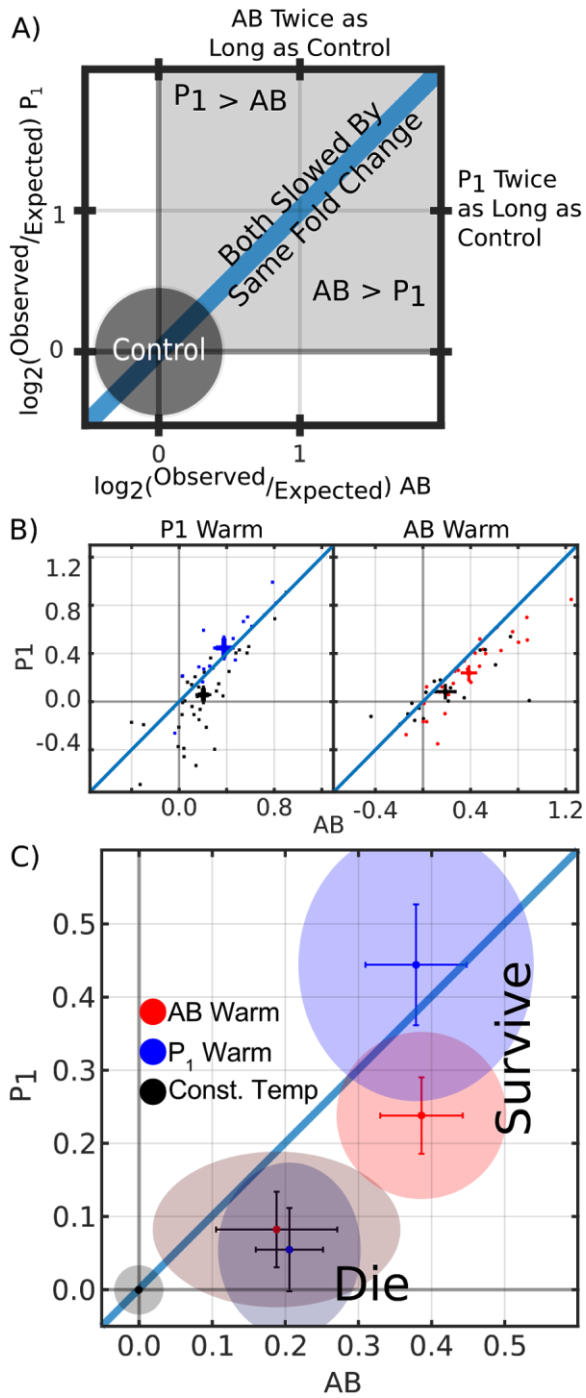 A)
AB Twice as
Long as Control
P1 > AB
Both Slowed By
Same Fold Change
AB > P1
Control
P1 Twice
as Long as
Control
1
0
log2(Observed/Expected) P1
0
1
log2(Observed/Expected) AB
B)
P1 Warm
AB Warm
1.2
0.8
0.4
0.0
-0.4
P1
0.0
0.8
-0.4
0.4
1.2
AB
C)
0.5
0.4
0.3
0.2
0.1
0.0
P1
AB Warm
P1 Warm
Const. Temp
Survive
Die
0.0
0.1
0.2
0.3
0.4
0.5
AB